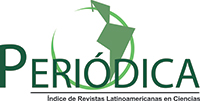 PERIÓDICA
Índice de Revistas Latinoamericanas en Ciencias